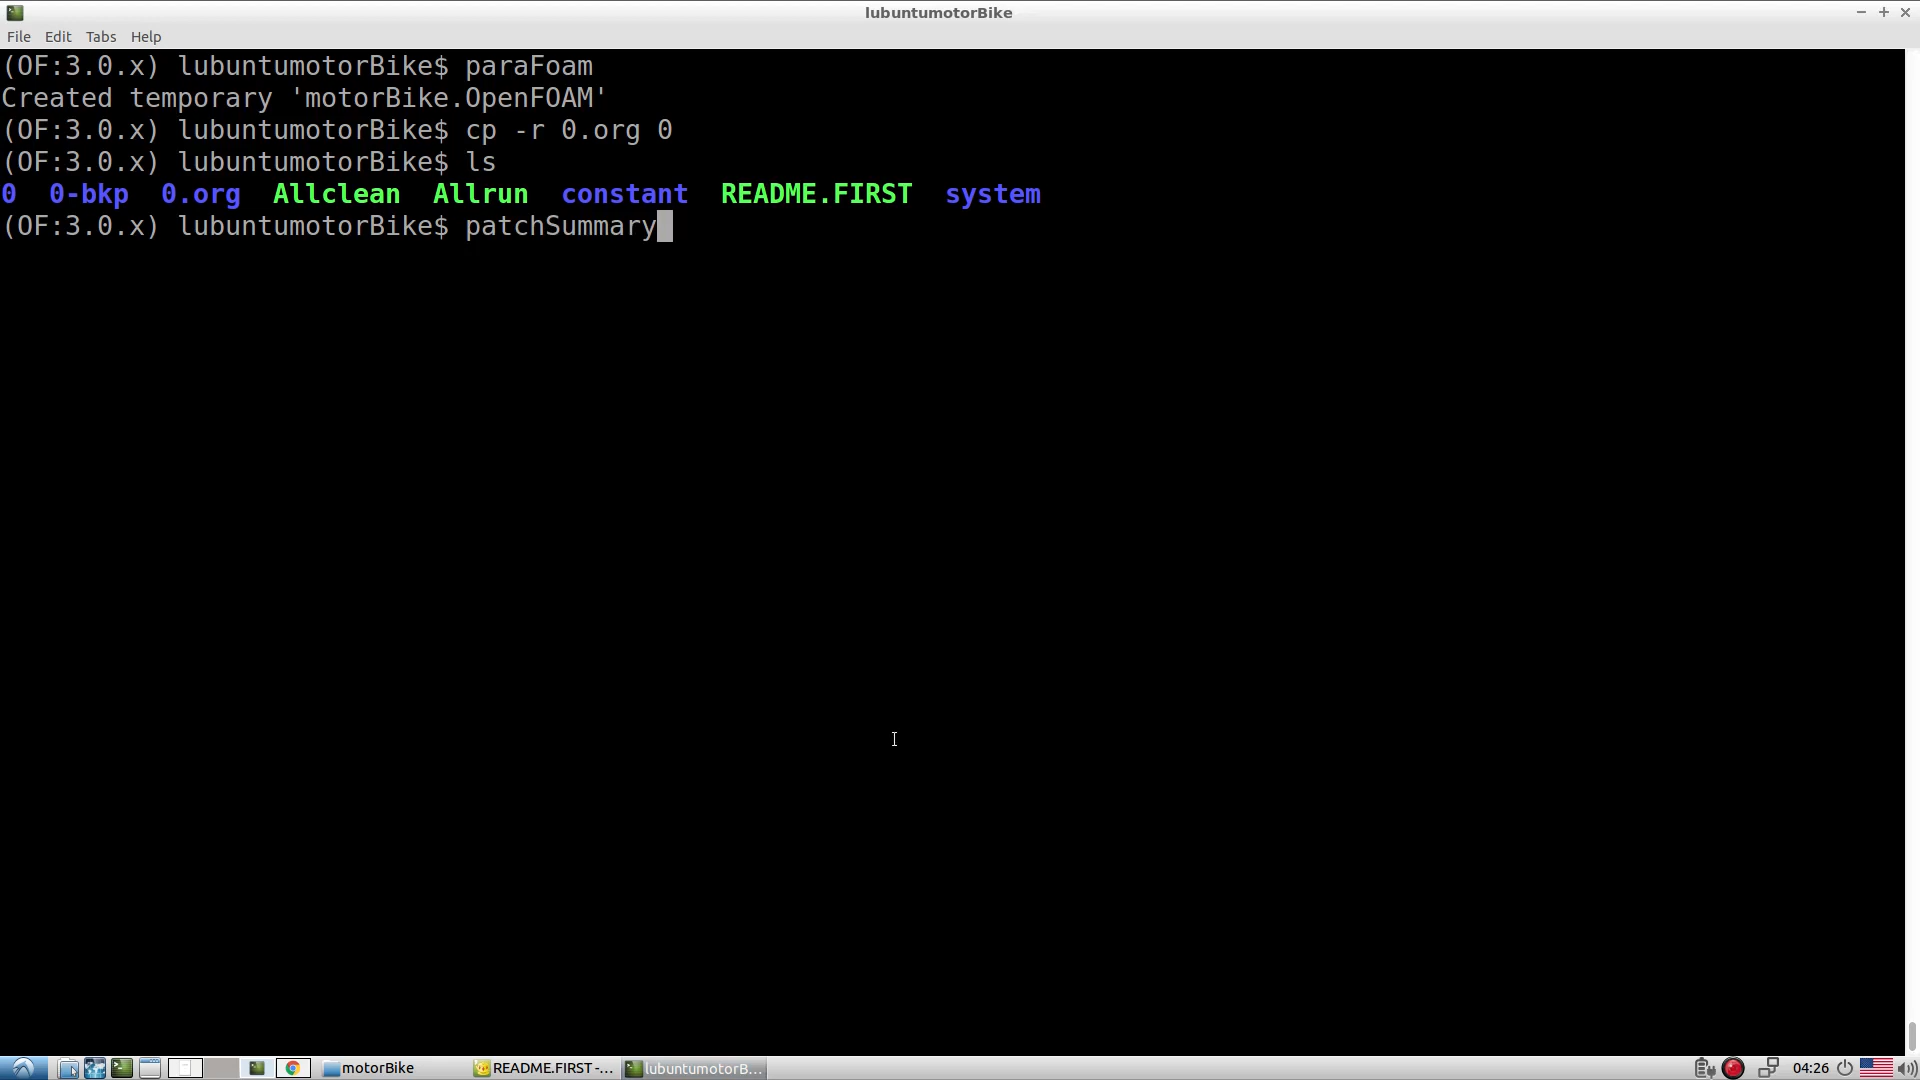 lubuntumotorBike
File Edit Tabs Help
(OF:3.0.x) lubuntumotorBike$ paraFoam
Created temporary 'motorBike.OpenFOAM'
(OF:3.0.x) lubuntumotorBike$ cp -r 0.org 0
(OF:3.0.x) lubuntumotorBike$ ls
0 0-bkp 0.org Allclean Allrun constant README.FIRST system
(OF:3.0.x) lubuntumotorBike$ patchSummary
motorBike README.FIRST -... lubuntumotorB... 04:26